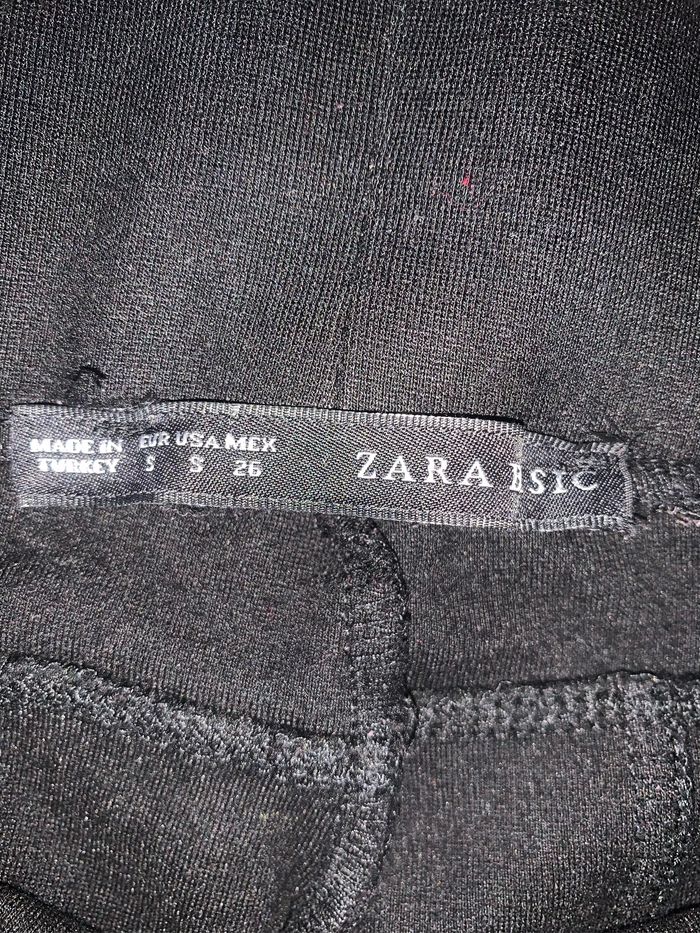 MADE IN
TURKEY
EUR USA MEX
S S 26
ZARA